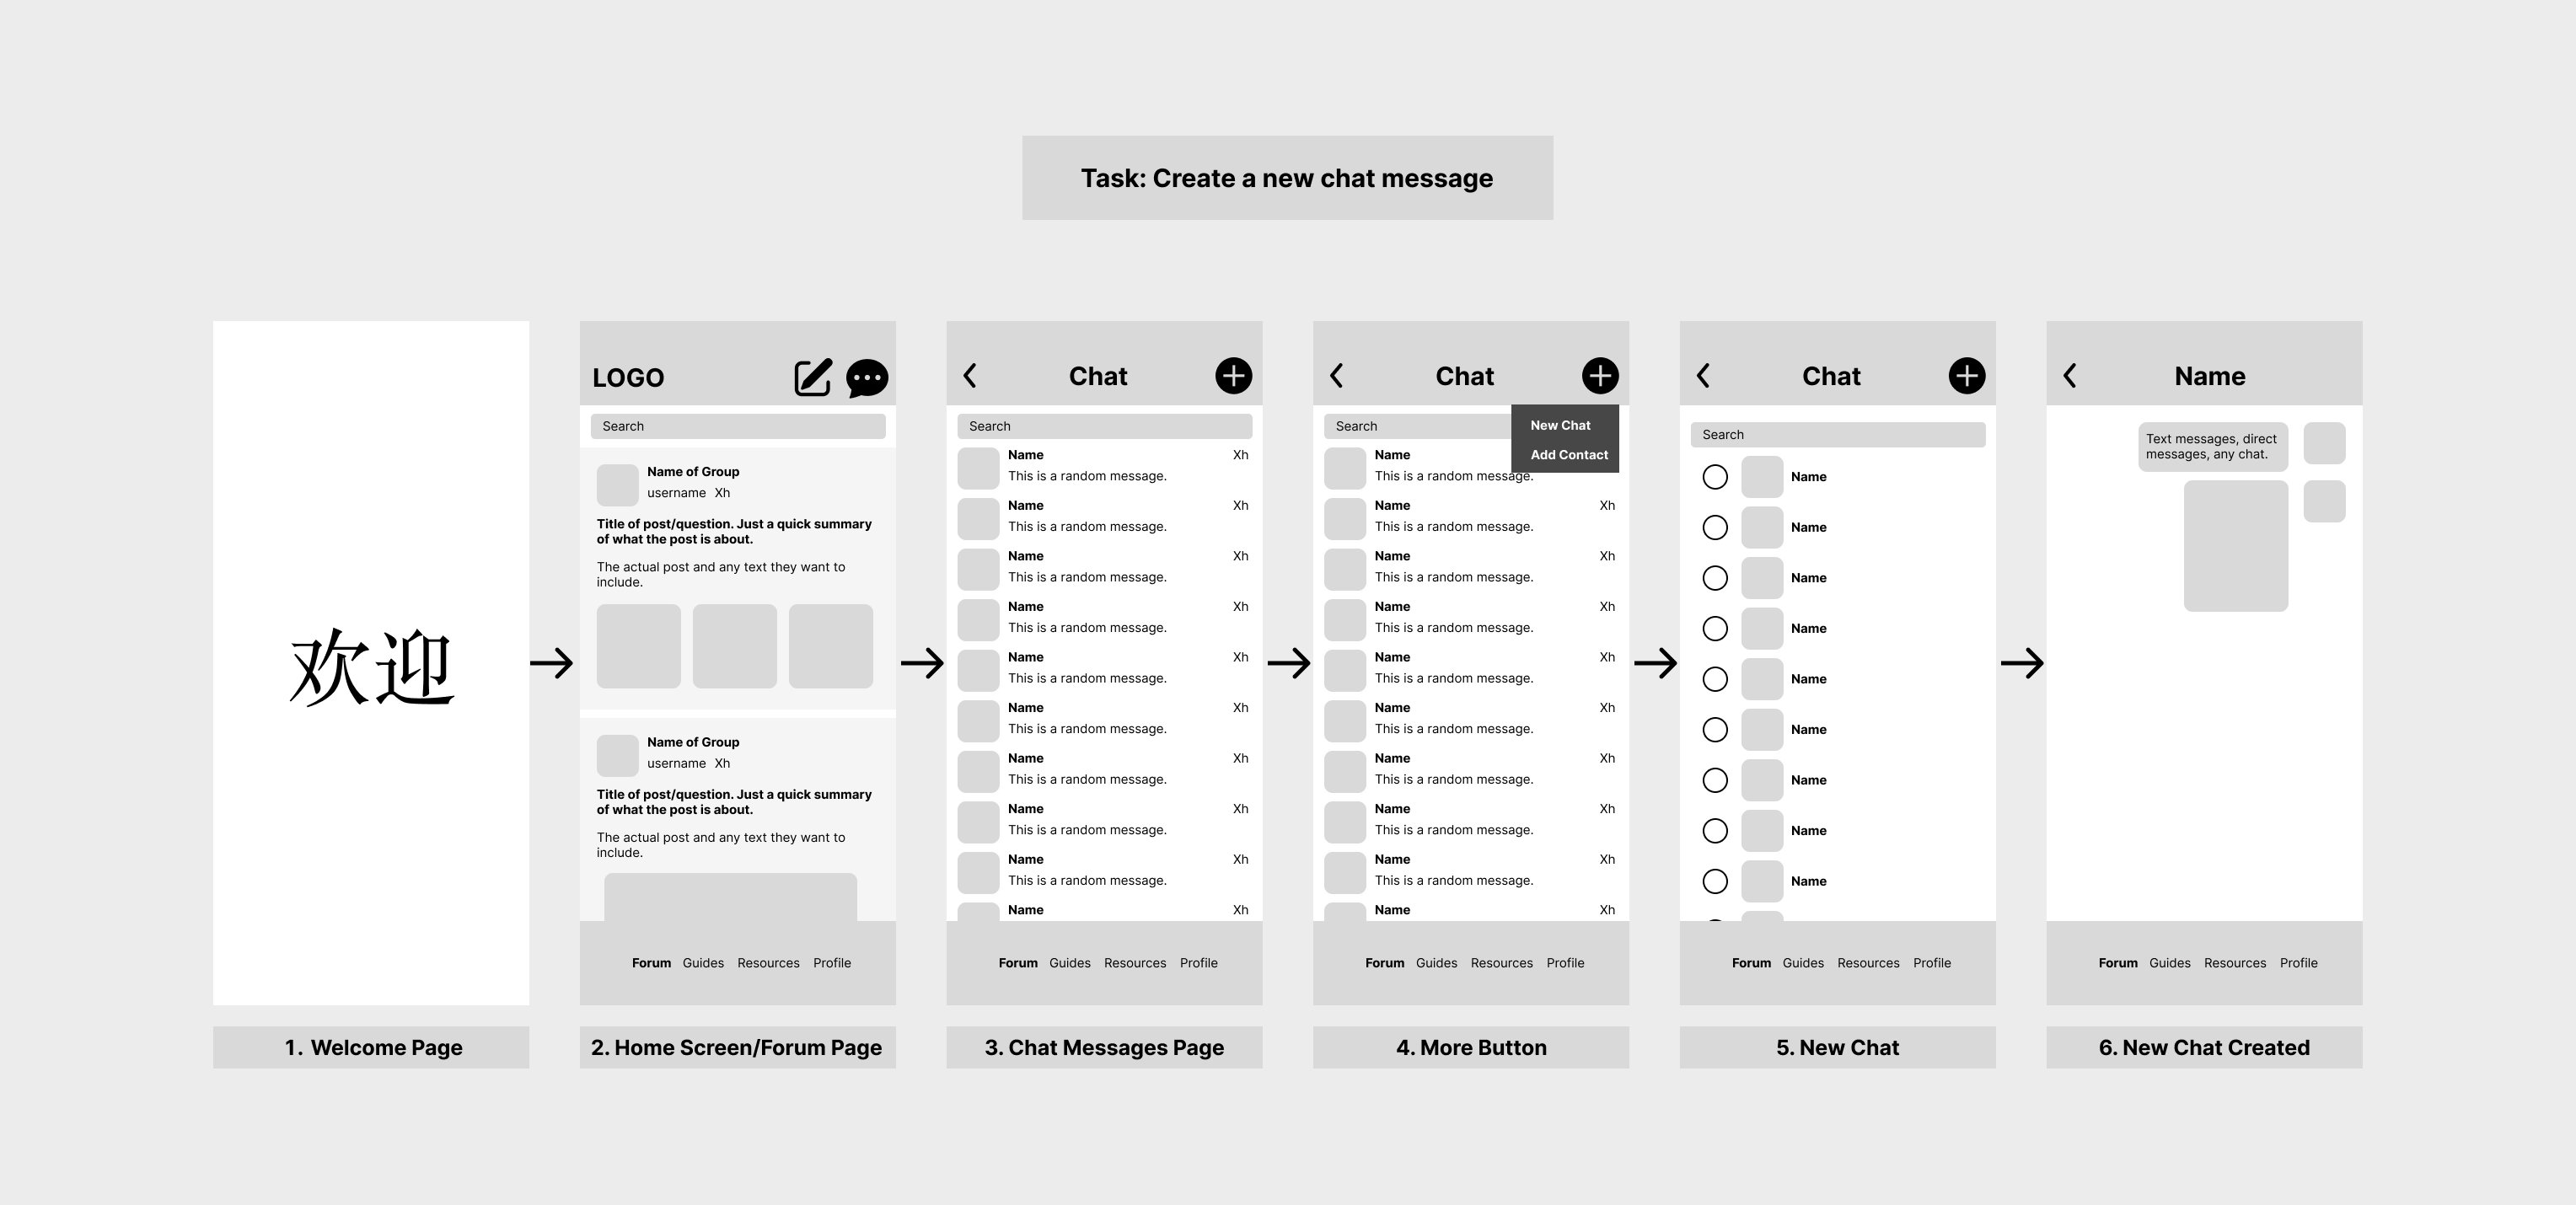 Task: Create a new chat message
欢迎
1. Welcome Page
LOGO
Search
Name of Group
username Xh
Title of post/question. Just a quick summary
of what the post is about.
The actual post and any text they want to
include.
Name of Group
username Xh
Title of post/question. Just a quick summary
of what the post is about.
The actual post and any text they want to
include.
Forum Guides Resources Profile
2. Home Screen/Forum Page
Chat
Search
Name Xh
This is a random message.
Name Xh
This is a random message.
Name Xh
This is a random message.
Name Xh
This is a random message.
Name Xh
This is a random message.
Name Xh
This is a random message.
Name Xh
This is a random message.
Name Xh
This is a random message.
Name Xh
This is a random message.
Name Xh
Forum Guides Resources Profile
3. Chat Messages Page
Chat
Search
New Chat
Add Contact
Name
This is a random message.
Name Xh
This is a random message.
Name Xh
This is a random message.
Name Xh
This is a random message.
Name Xh
This is a random message.
Name Xh
This is a random message.
Name Xh
This is a random message.
Name Xh
This is a random message.
Name Xh
This is a random message.
Name Xh
Forum Guides Resources Profile
4. More Button
Chat
Search
Name
Name
Name
Name
Name
Name
Name
Name
Name
Forum Guides Resources Profile
5. New Chat
Name
Text messages, direct
messages, any chat.
Forum Guides Resources Profile
6. New Chat Created